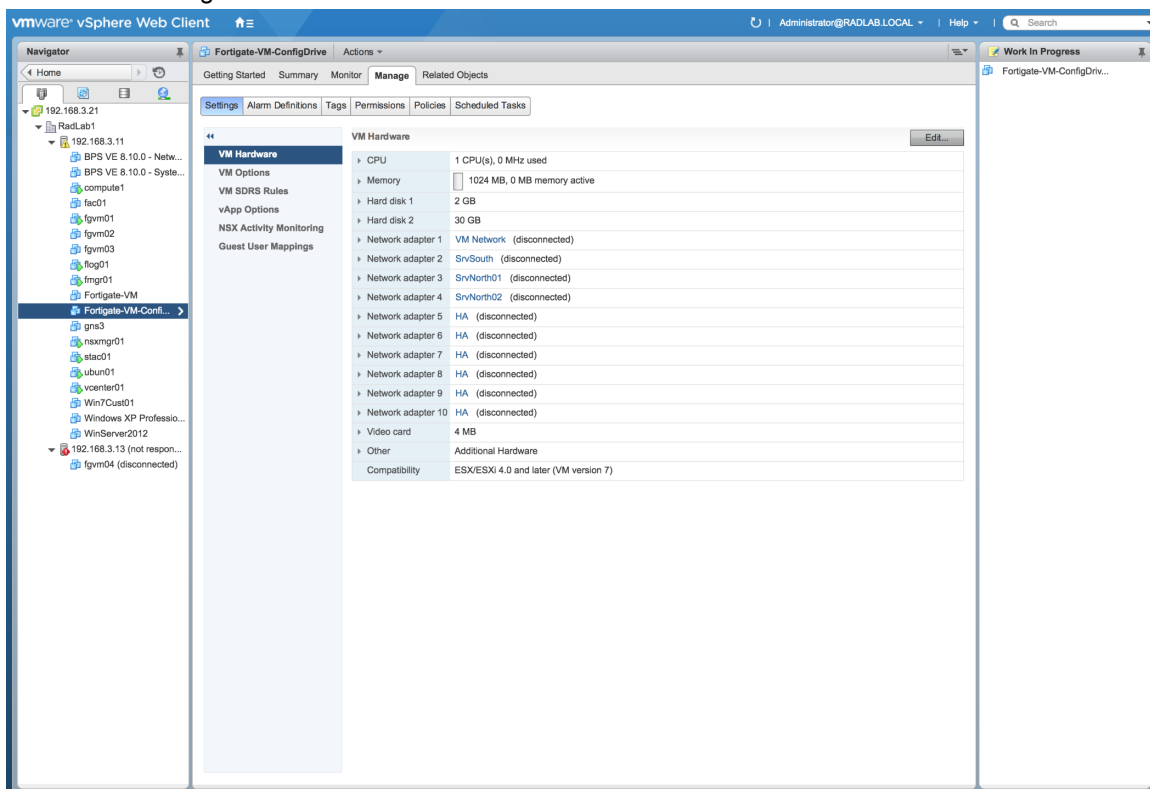 vmware® vSphere Web Client
Administrator@RADLAB.LOCAL
Help
Search
Navigator
Home
192.168.3.21
RadLab1
192.168.3.11
BPS VE 8.10.0 - Netw...
BPS VE 8.10.0 - Syste...
compute1
fac01
fgvm01
fgvm02
fgvm03
flog01
fmgr01
Fortigate-VM
Fortigate-VM-Confi...
gns3
nsxmgr01
stac01
ubun01
vcenter01
Win7Cust01
Windows XP Professio...
WinServer2012
192.168.3.13 (not respon...
fgvm04 (disconnected)
Fortigate-VM-ConfigDrive Actions
Getting Started Summary Monitor Manage Related Objects
Settings Alarm Definitions Tags Permissions Policies Scheduled Tasks
VM Hardware
VM Options
VM SDRS Rules
vApp Options
NSX Activity Monitoring
Guest User Mappings
VM Hardware Edit...
CPU 1 CPU(s), 0 MHz used
Memory 1024 MB, 0 MB memory active
Hard disk 1 2 GB
Hard disk 2 30 GB
Network adapter 1 VM Network (disconnected)
Network adapter 2 SrvSouth (disconnected)
Network adapter 3 SrvNorth01 (disconnected)
Network adapter 4 SrvNorth02 (disconnected)
Network adapter 5 HA (disconnected)
Network adapter 6 HA (disconnected)
Network adapter 7 HA (disconnected)
Network adapter 8 HA (disconnected)
Network adapter 9 HA (disconnected)
Network adapter 10 HA (disconnected)
Video card 4 MB
Other Additional Hardware
Compatibility ESX/ESXi 4.0 and later (VM version 7)
Work In Progress
Fortigate-VM-ConfigDriv...